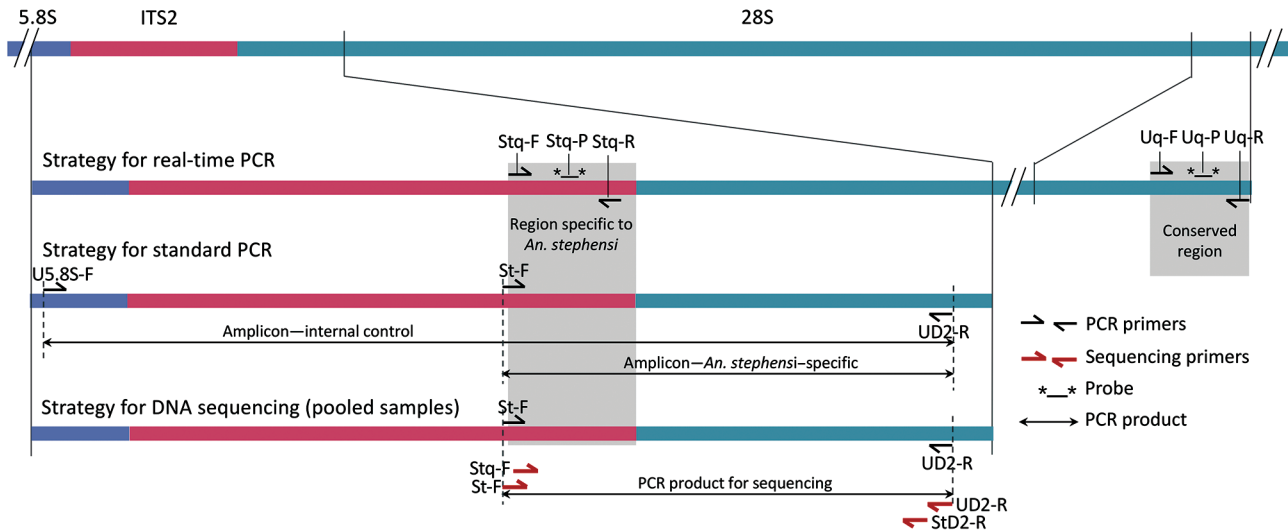 5.8S ITS2 28S
Stq-F Stq-P Stq-R Uq-F Uq-P Uq-R
Strategy for real-time PCR
*_* *_*
Region specific to
An. stephensi
Conserved
region
Strategy for standard PCR
U5.8S-F St-F
UD2-R
Amplicon—internal control
Amplicon—An. stephensi–specific
Strategy for DNA sequencing (pooled samples)
St-F
UD2-R
Stq-F
St-F
PCR product for sequencing
UD2-R
StD2-R
PCR primers
Sequencing primers
*_* Probe
PCR product